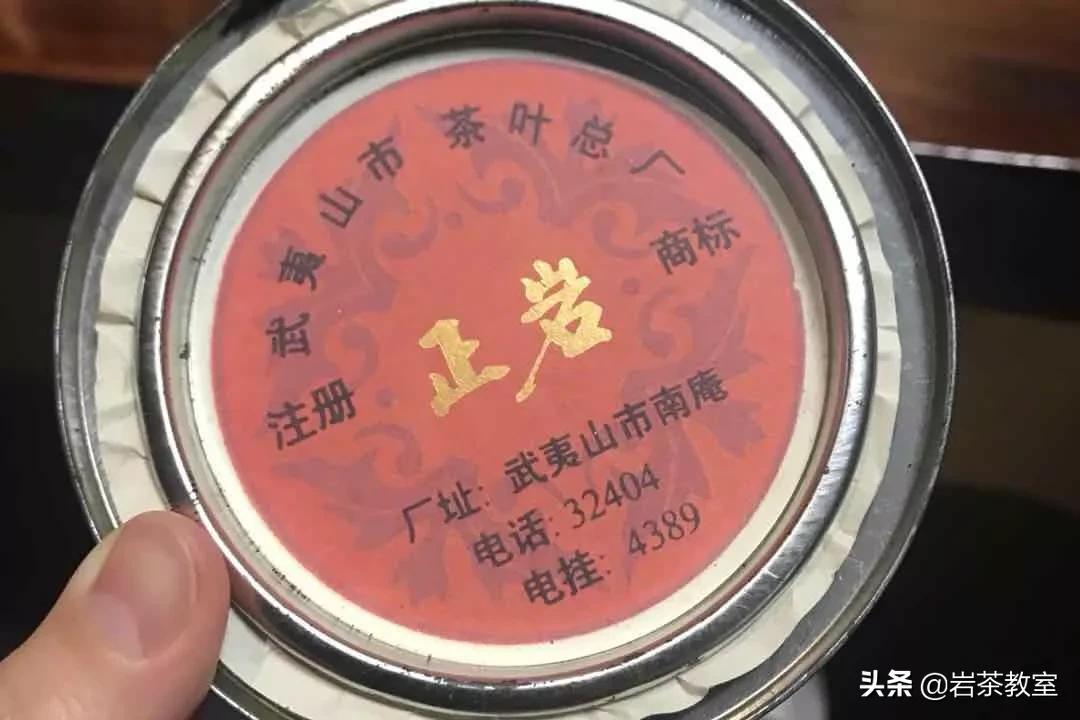 武夷山市茶叶总厂
注册 正岩 商标
厂址：武夷山市南庵
电话：32404
电挂：4389
头条 @岩茶教室